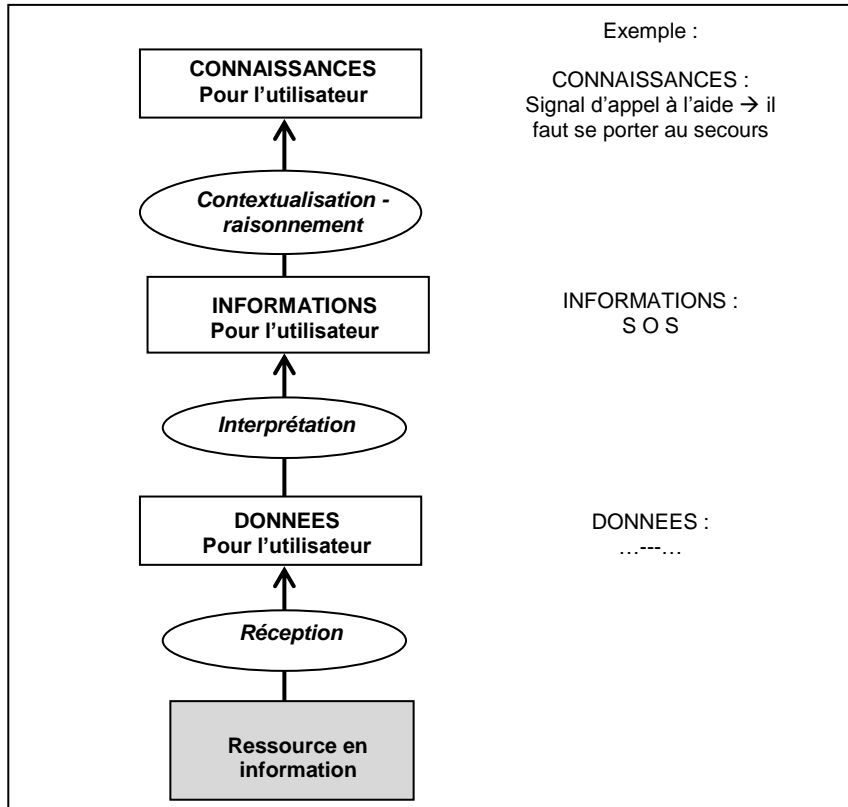 Exemple :
CONNAISSANCES
Pour l’utilisateur
CONNAISSANCES :
Signal d’appel à l’aide → il
faut se porter au secours
Contextualisation -
raisonnement
INFORMATIONS
Pour l’utilisateur
INFORMATIONS :
S O S
Interprétation
DONNEES
Pour l’utilisateur
DONNEES :
…---…
Réception
Ressource en
information